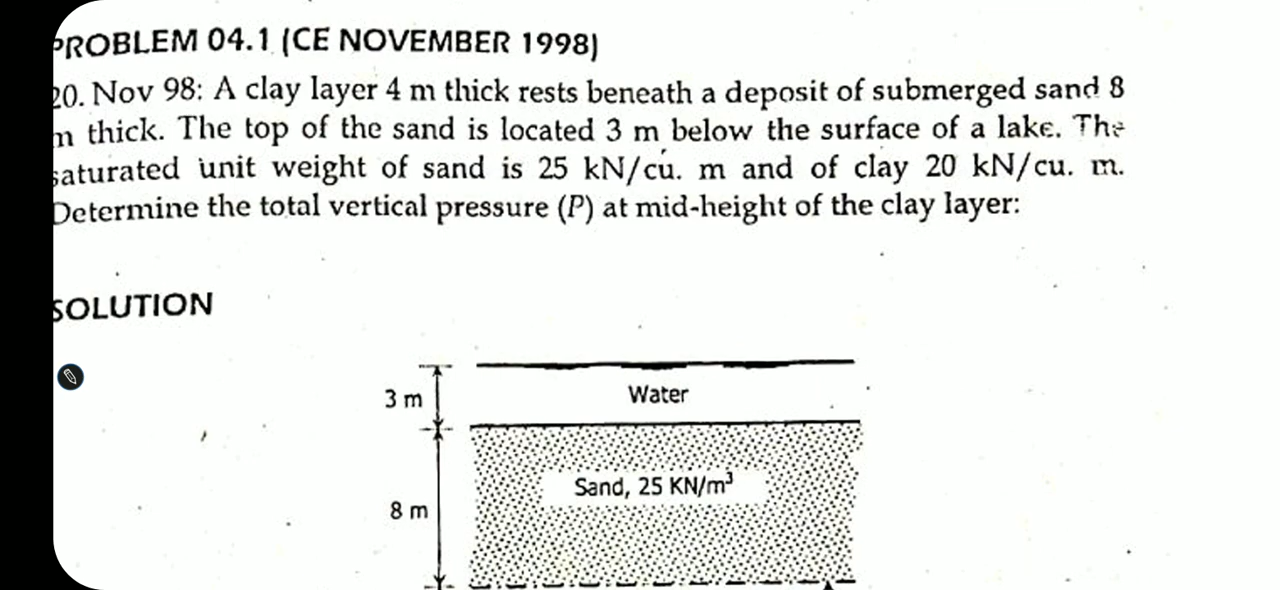 PROBLEM 04.1 (CE NOVEMBER 1998)
20. Nov 98: A clay layer 4 m thick rests beneath a deposit of submerged sand 8
m thick. The top of the sand is located 3 m below the surface of a lake. The
saturated unit weight of sand is 25 kN/cu. m and of clay 20 kN/cu. m.
Determine the total vertical pressure (P) at mid-height of the clay layer:
SOLUTION
3 m
Water
Sand, 25 KN/m³
8 m